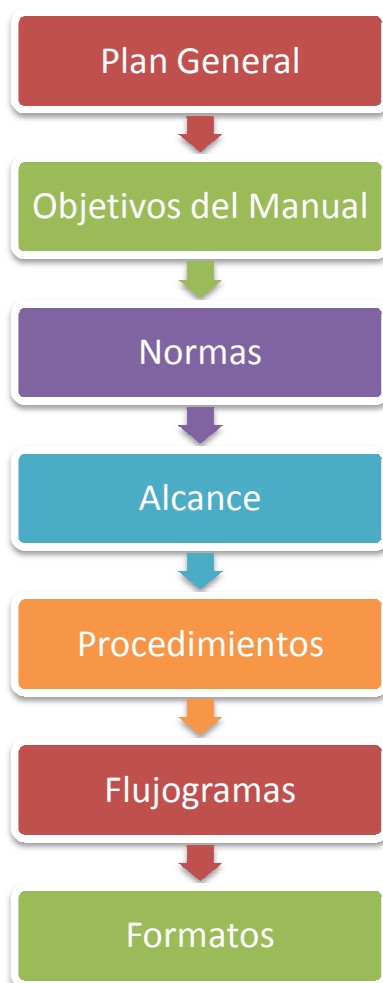 Plan General
Objetivos del Manual
Normas
Alcance
Procedimientos
Flujogramas
Formatos